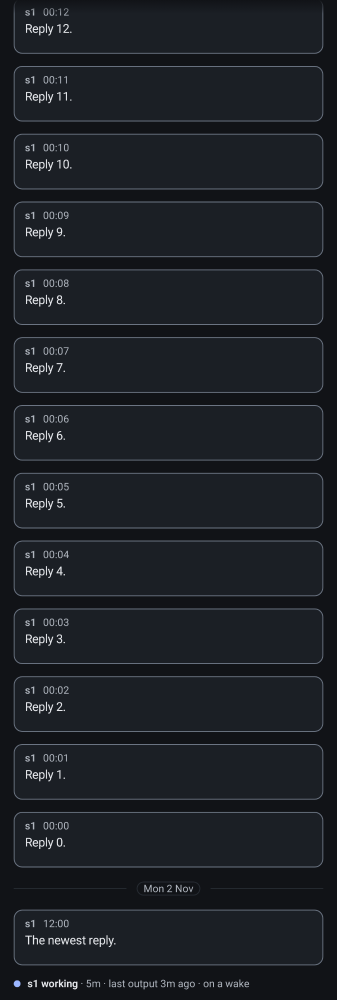 s1 00:12
Reply 12.
s1 00:11
Reply 11.
s1 00:10
Reply 10.
s1 00:09
Reply 9.
s1 00:08
Reply 8.
s1 00:07
Reply 7.
s1 00:06
Reply 6.
s1 00:05
Reply 5.
s1 00:04
Reply 4.
s1 00:03
Reply 3.
s1 00:02
Reply 2.
s1 00:01
Reply 1.
s1 00:00
Reply 0.
Mon 2 Nov
s1 12:00
The newest reply.
s1 working · 5m · last output 3m ago · on a wake